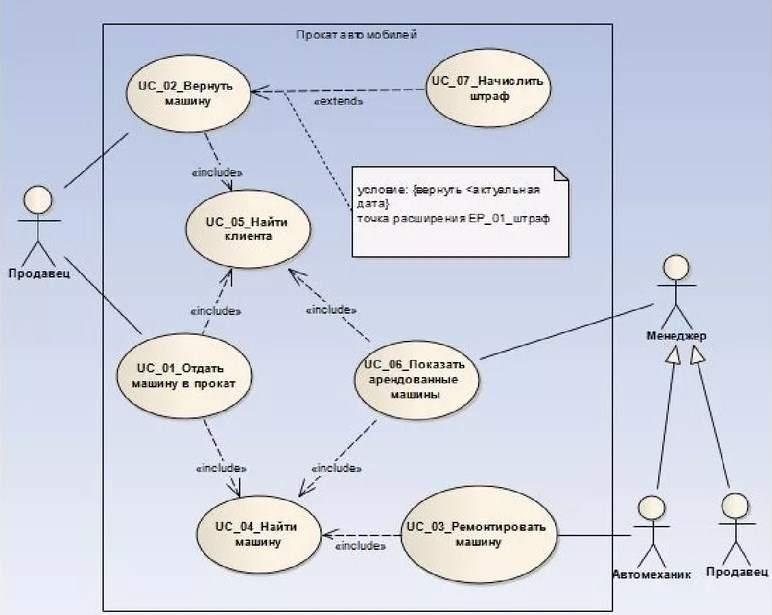 Прокат автомобилей
UC_02_Вернуть
машину
UC_07_Начислить
штраф
«extend»
«include»
условие: {вернуть <актуальная
дата}
точка расширения EP_01_штраф
UC_05_Найти
клиента
Продавец
«include»
«include»
Менеджер
UC_01_Отдать
машину в прокат
UC_06_Показать
арендованные
машины
«include»
«include»
UC_04_Найти
машину
UC_03_Ремонтировать
машину
«include»
Автомеханик
Продавец